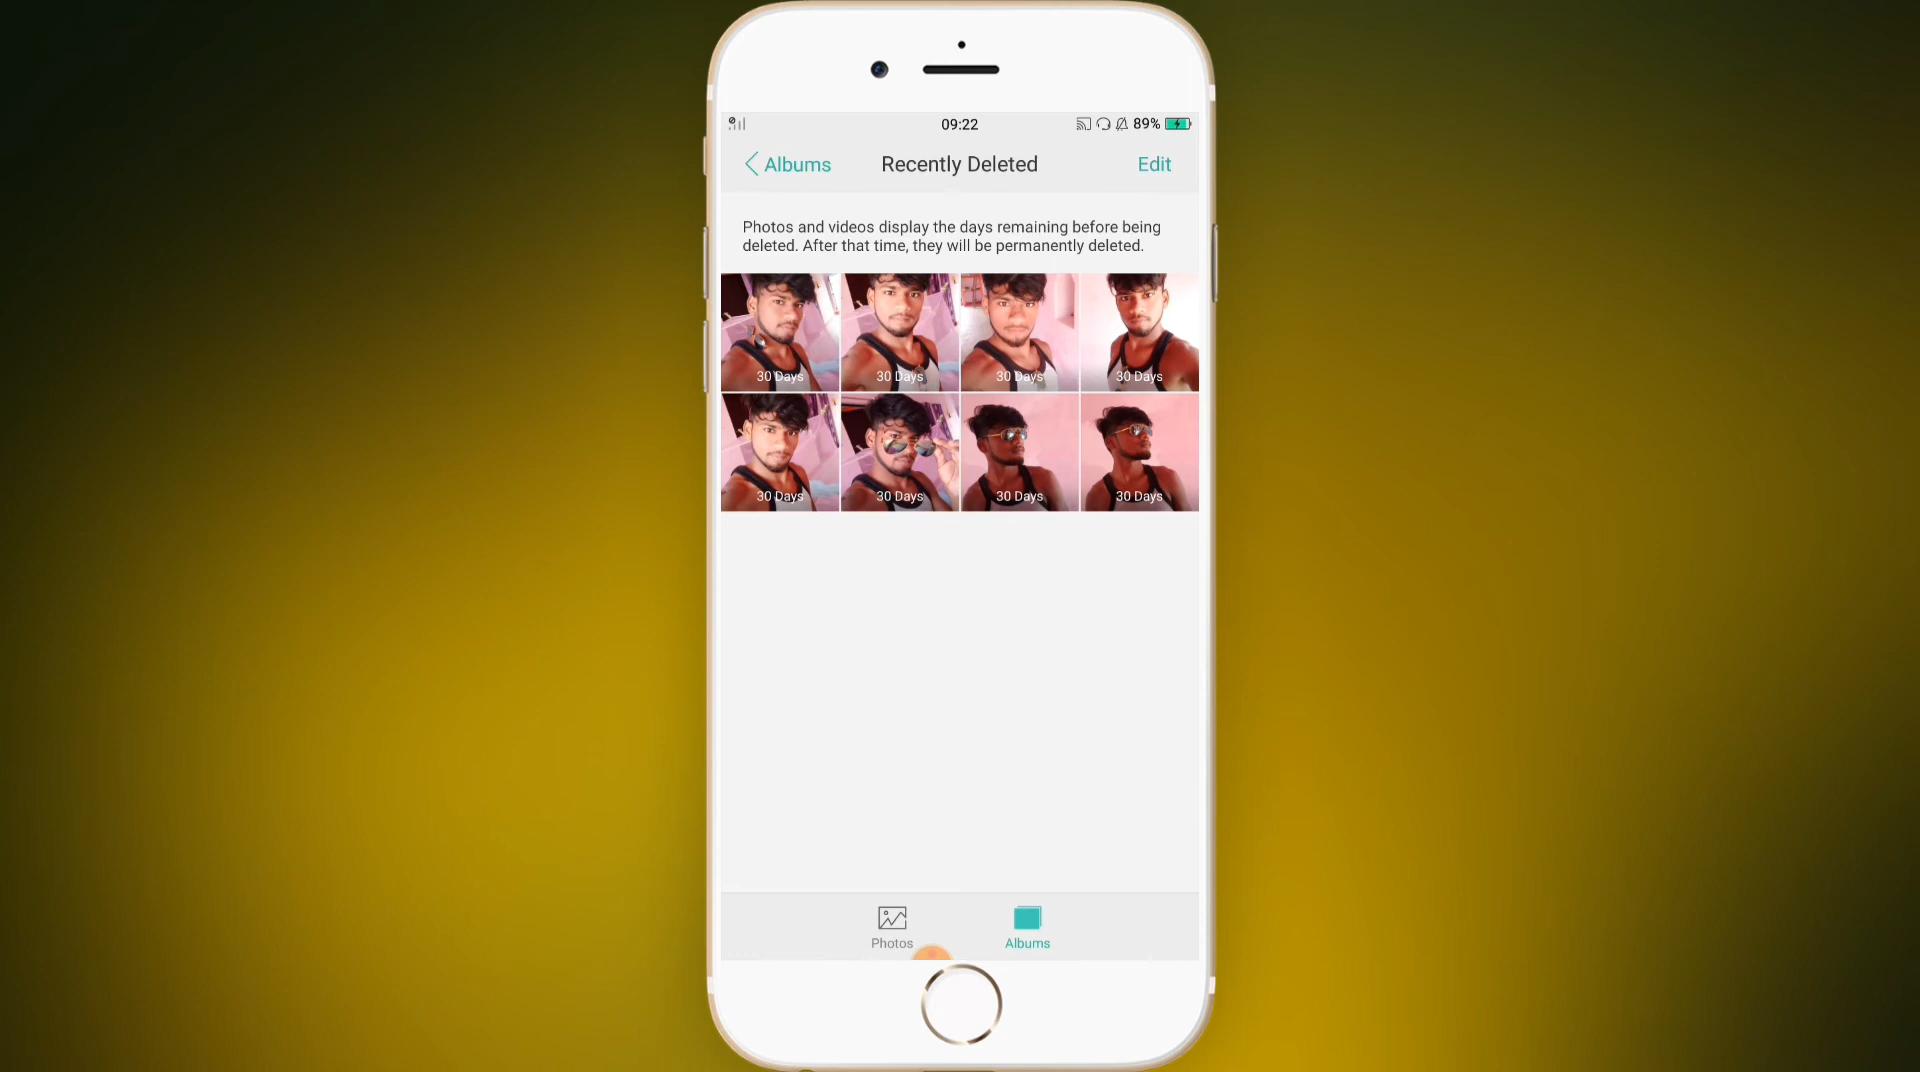 09:22 89%
Albums Recently Deleted Edit
Photos and videos display the days remaining before being
deleted. After that time, they will be permanently deleted.
30 Days 30 Days 30 Days 30 Days
30 Days 30 Days 30 Days 30 Days
Photos Albums